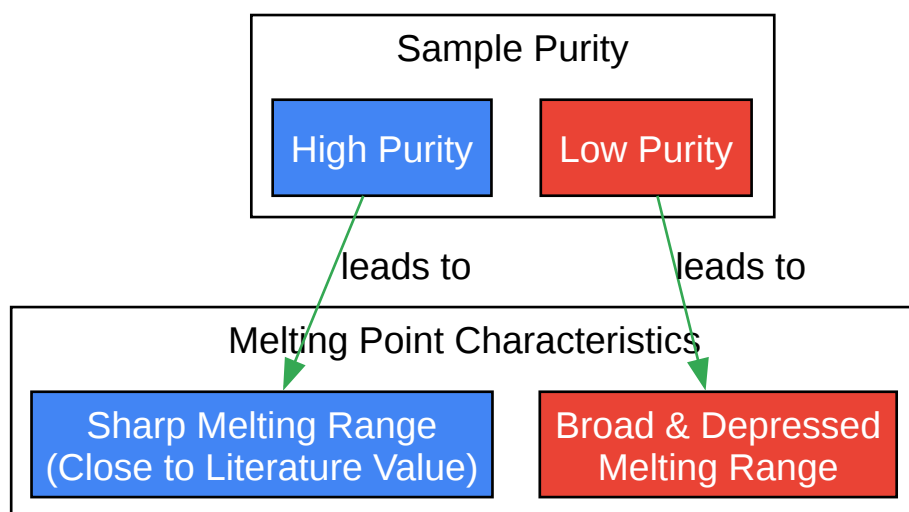 Sample Purity
High Purity
Low Purity
leads to
leads to
Melting Point Characteristics
Sharp Melting Range
(Close to Literature Value)
Broad & Depressed
Melting Range